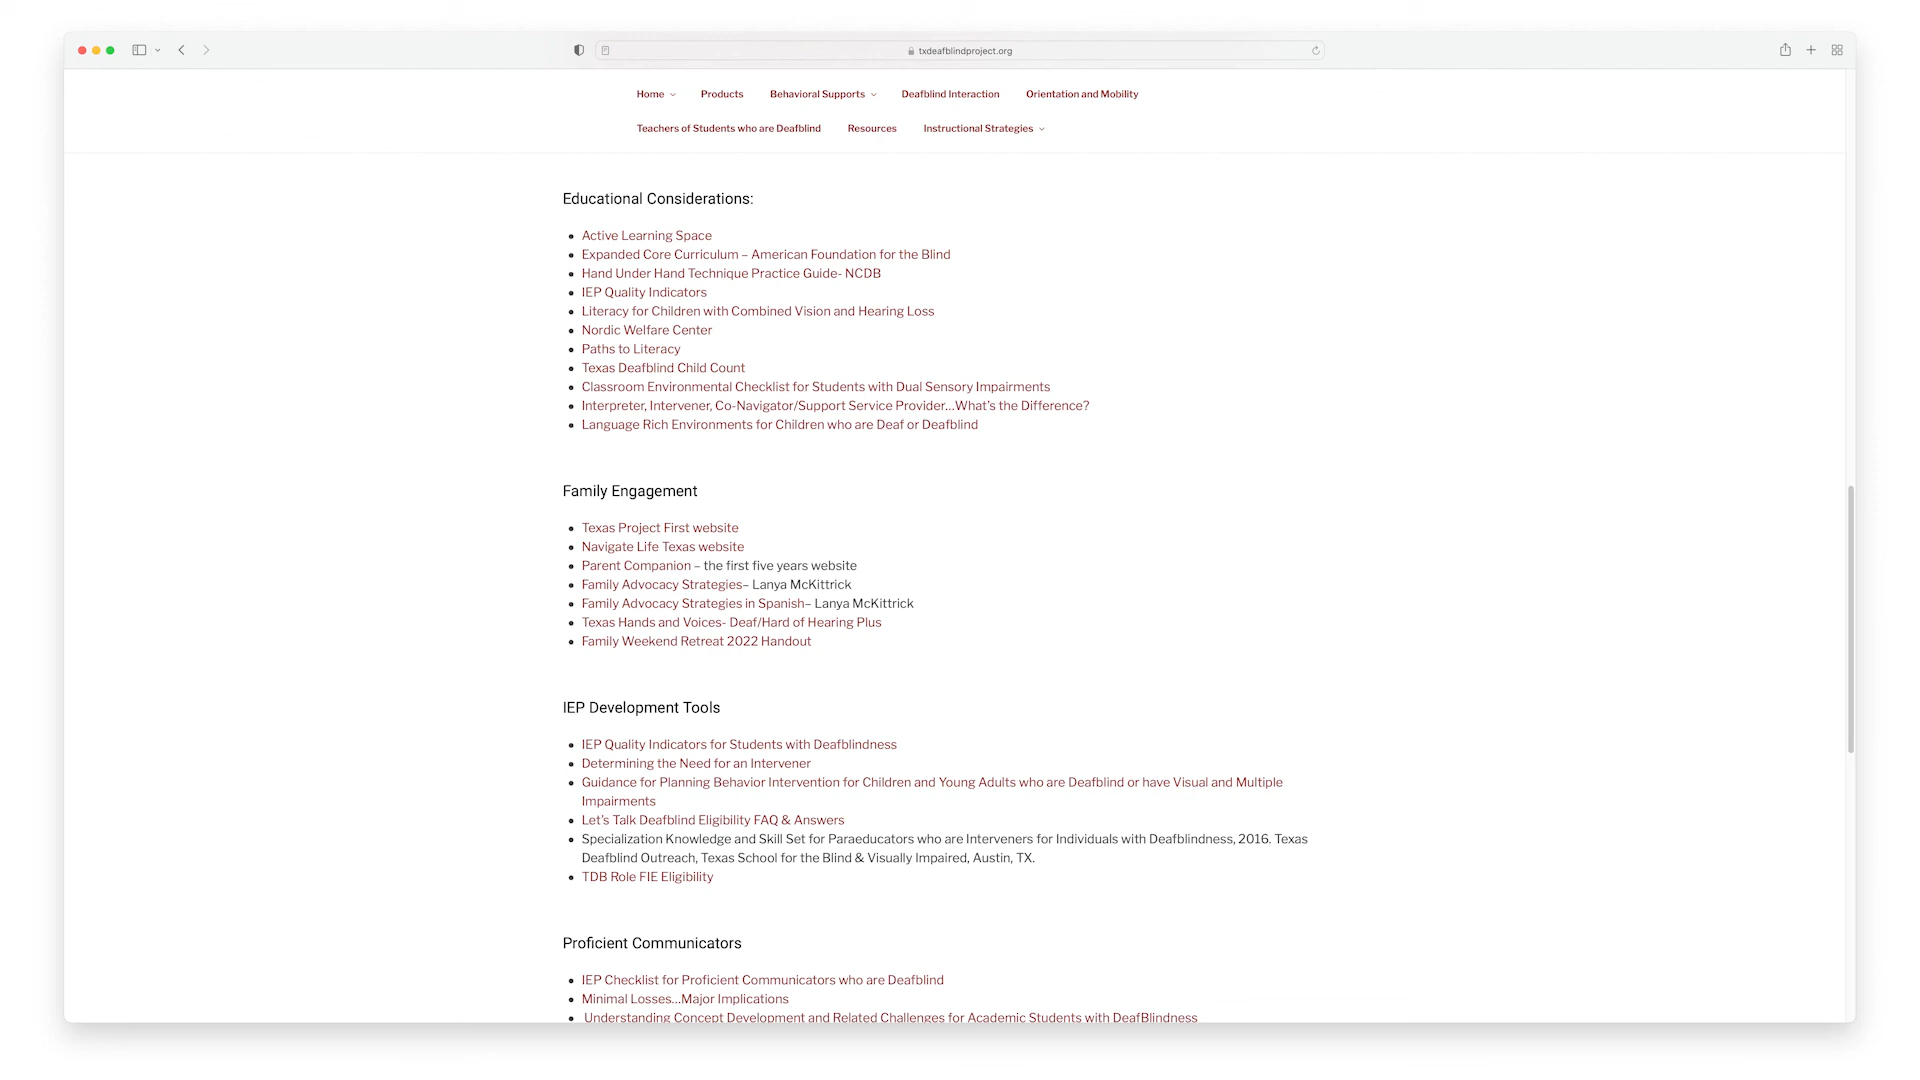 txdeafblindproject.org
Home
Products
Behavioral Supports
Deafblind Interaction
Orientation and Mobility
Teachers of Students who are Deafblind
Resources
Instructional Strategies
Educational Considerations:
Active Learning Space
Expanded Core Curriculum – American Foundation for the Blind
Hand Under Hand Technique Practice Guide- NCDB
IEP Quality Indicators
Literacy for Children with Combined Vision and Hearing Loss
Nordic Welfare Center
Paths to Literacy
Texas Deafblind Child Count
Classroom Environmental Checklist for Students with Dual Sensory Impairments
Interpreter, Intervener, Co-Navigator/Support Service Provider…What’s the Difference?
Language Rich Environments for Children who are Deaf or Deafblind
Family Engagement
Texas Project First website
Navigate Life Texas website
Parent Companion – the first five years website
Family Advocacy Strategies– Lanya McKittrick
Family Advocacy Strategies in Spanish– Lanya McKittrick
Texas Hands and Voices- Deaf/Hard of Hearing Plus
Family Weekend Retreat 2022 Handout
IEP Development Tools
IEP Quality Indicators for Students with Deafblindness
Determining the Need for an Intervener
Guidance for Planning Behavior Intervention for Children and Young Adults who are Deafblind or have Visual and Multiple
Impairments
Let’s Talk Deafblind Eligibility FAQ & Answers
Specialization Knowledge and Skill Set for Paraeducators who are Interveners for Individuals with Deafblindness, 2016. Texas
Deafblind Outreach, Texas School for the Blind & Visually Impaired, Austin, TX.
TDB Role FIE Eligibility
Proficient Communicators
IEP Checklist for Proficient Communicators who are Deafblind
Minimal Losses…Major Implications
Understanding Concept Development and Related Challenges for Academic Students with DeafBlindness